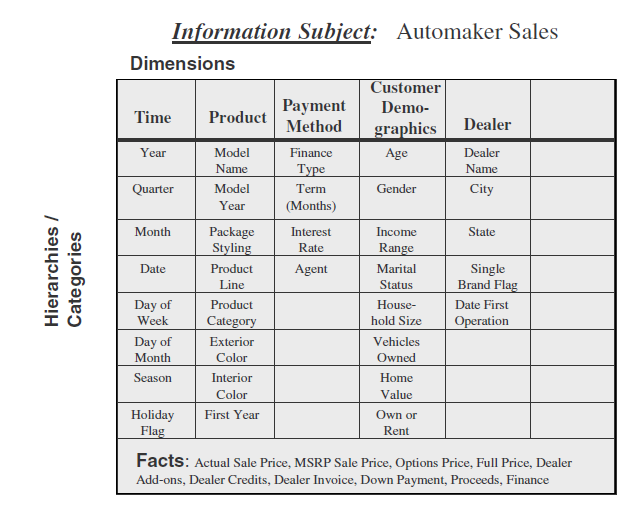 Information Subject: Automaker Sales
Dimensions
Hierarchies /
Categories
Time Product Payment Method Customer Demo-graphics Dealer
Year Model Name Finance Type Age Dealer Name
Quarter Model Year Term (Months) Gender City
Month Package Styling Interest Rate Income Range State
Date Product Line Agent Marital Status Single Brand Flag
Day of Week Product Category House-hold Size Date First Operation
Day of Month Exterior Color Vehicles Owned
Season Interior Color Home Value
Holiday Flag First Year Own or Rent
Facts: Actual Sale Price, MSRP Sale Price, Options Price, Full Price, Dealer
Add-ons, Dealer Credits, Dealer Invoice, Down Payment, Proceeds, Finance